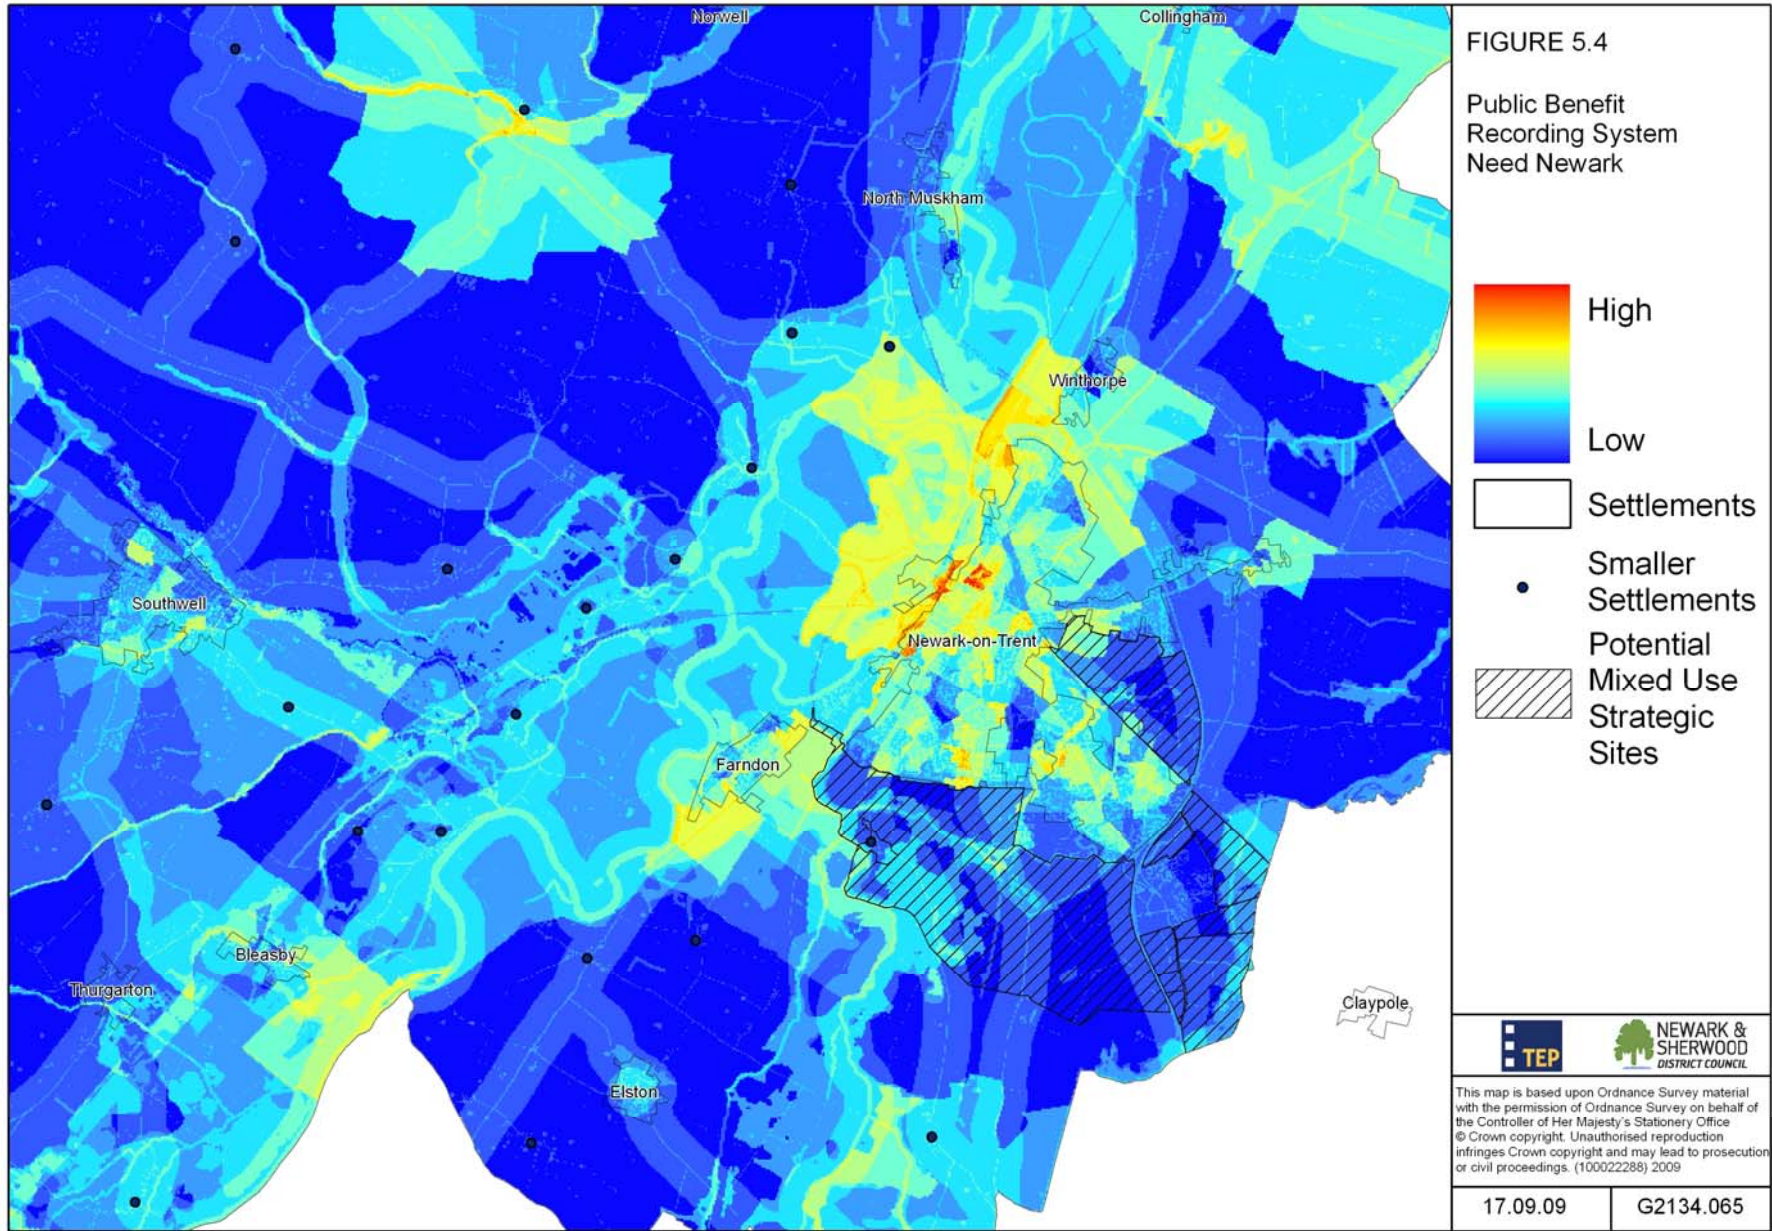 Norwell
Collingham
North Muskham
Winthorpe
Southwell
Newark-on-Trent
Farndon
Bleasby
Thurgarton
Claypole
Elston
FIGURE 5.4
Public Benefit
Recording System
Need Newark
High
Low
Settlements
Smaller
Settlements
Potential
Mixed Use
Strategic
Sites
TEP
NEWARK &
SHERWOOD
DISTRICT COUNCIL
This map is based upon Ordnance Survey material
with the permission of Ordnance Survey on behalf of
the Controller of Her Majesty's Stationery Office
© Crown copyright. Unauthorised reproduction
infringes Crown copyright and may lead to prosecution
or civil proceedings. (100022288) 2009
17.09.09
G2134.065